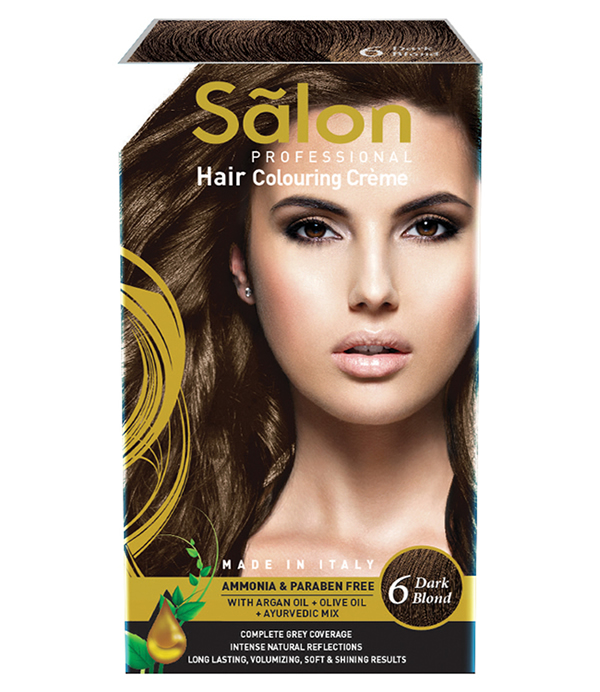 6 Dark
Blond
Sãlon
PROFESSIONAL
Hair Colouring Crème
MADE IN ITALY
AMMONIA & PARABEN FREE
WITH ARGAN OIL + OLIVE OIL
+ AYURVEDIC MIX
6 Dark
Blond
COMPLETE GREY COVERAGE
INTENSE NATURAL REFLECTIONS
LONG LASTING, VOLUMIZING, SOFT & SHINING RESULTS